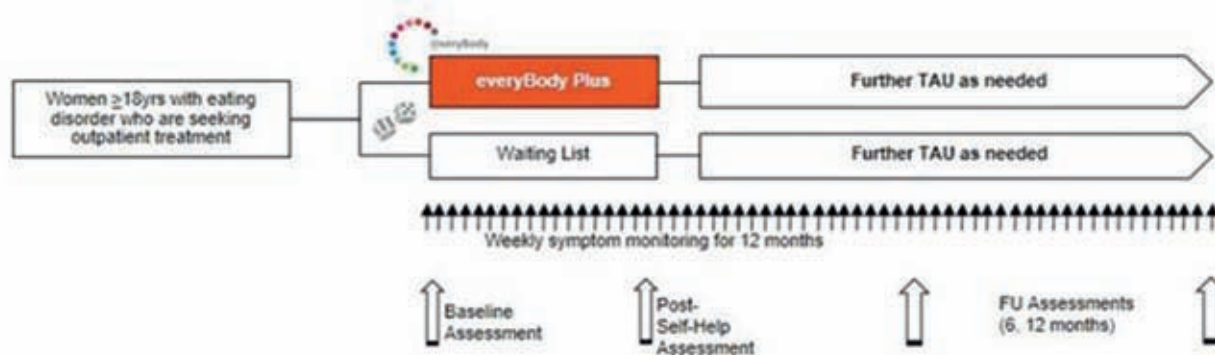 everyBody
everyBody Plus
Further TAU as needed
Women ≥18yrs with eating
disorder who are seeking
outpatient treatment
Waiting List
Further TAU as needed
Weekly symptom monitoring for 12 months
Baseline
Assessment
Post-
Self-Help
Assessment
FU Assessments
(6, 12 months)